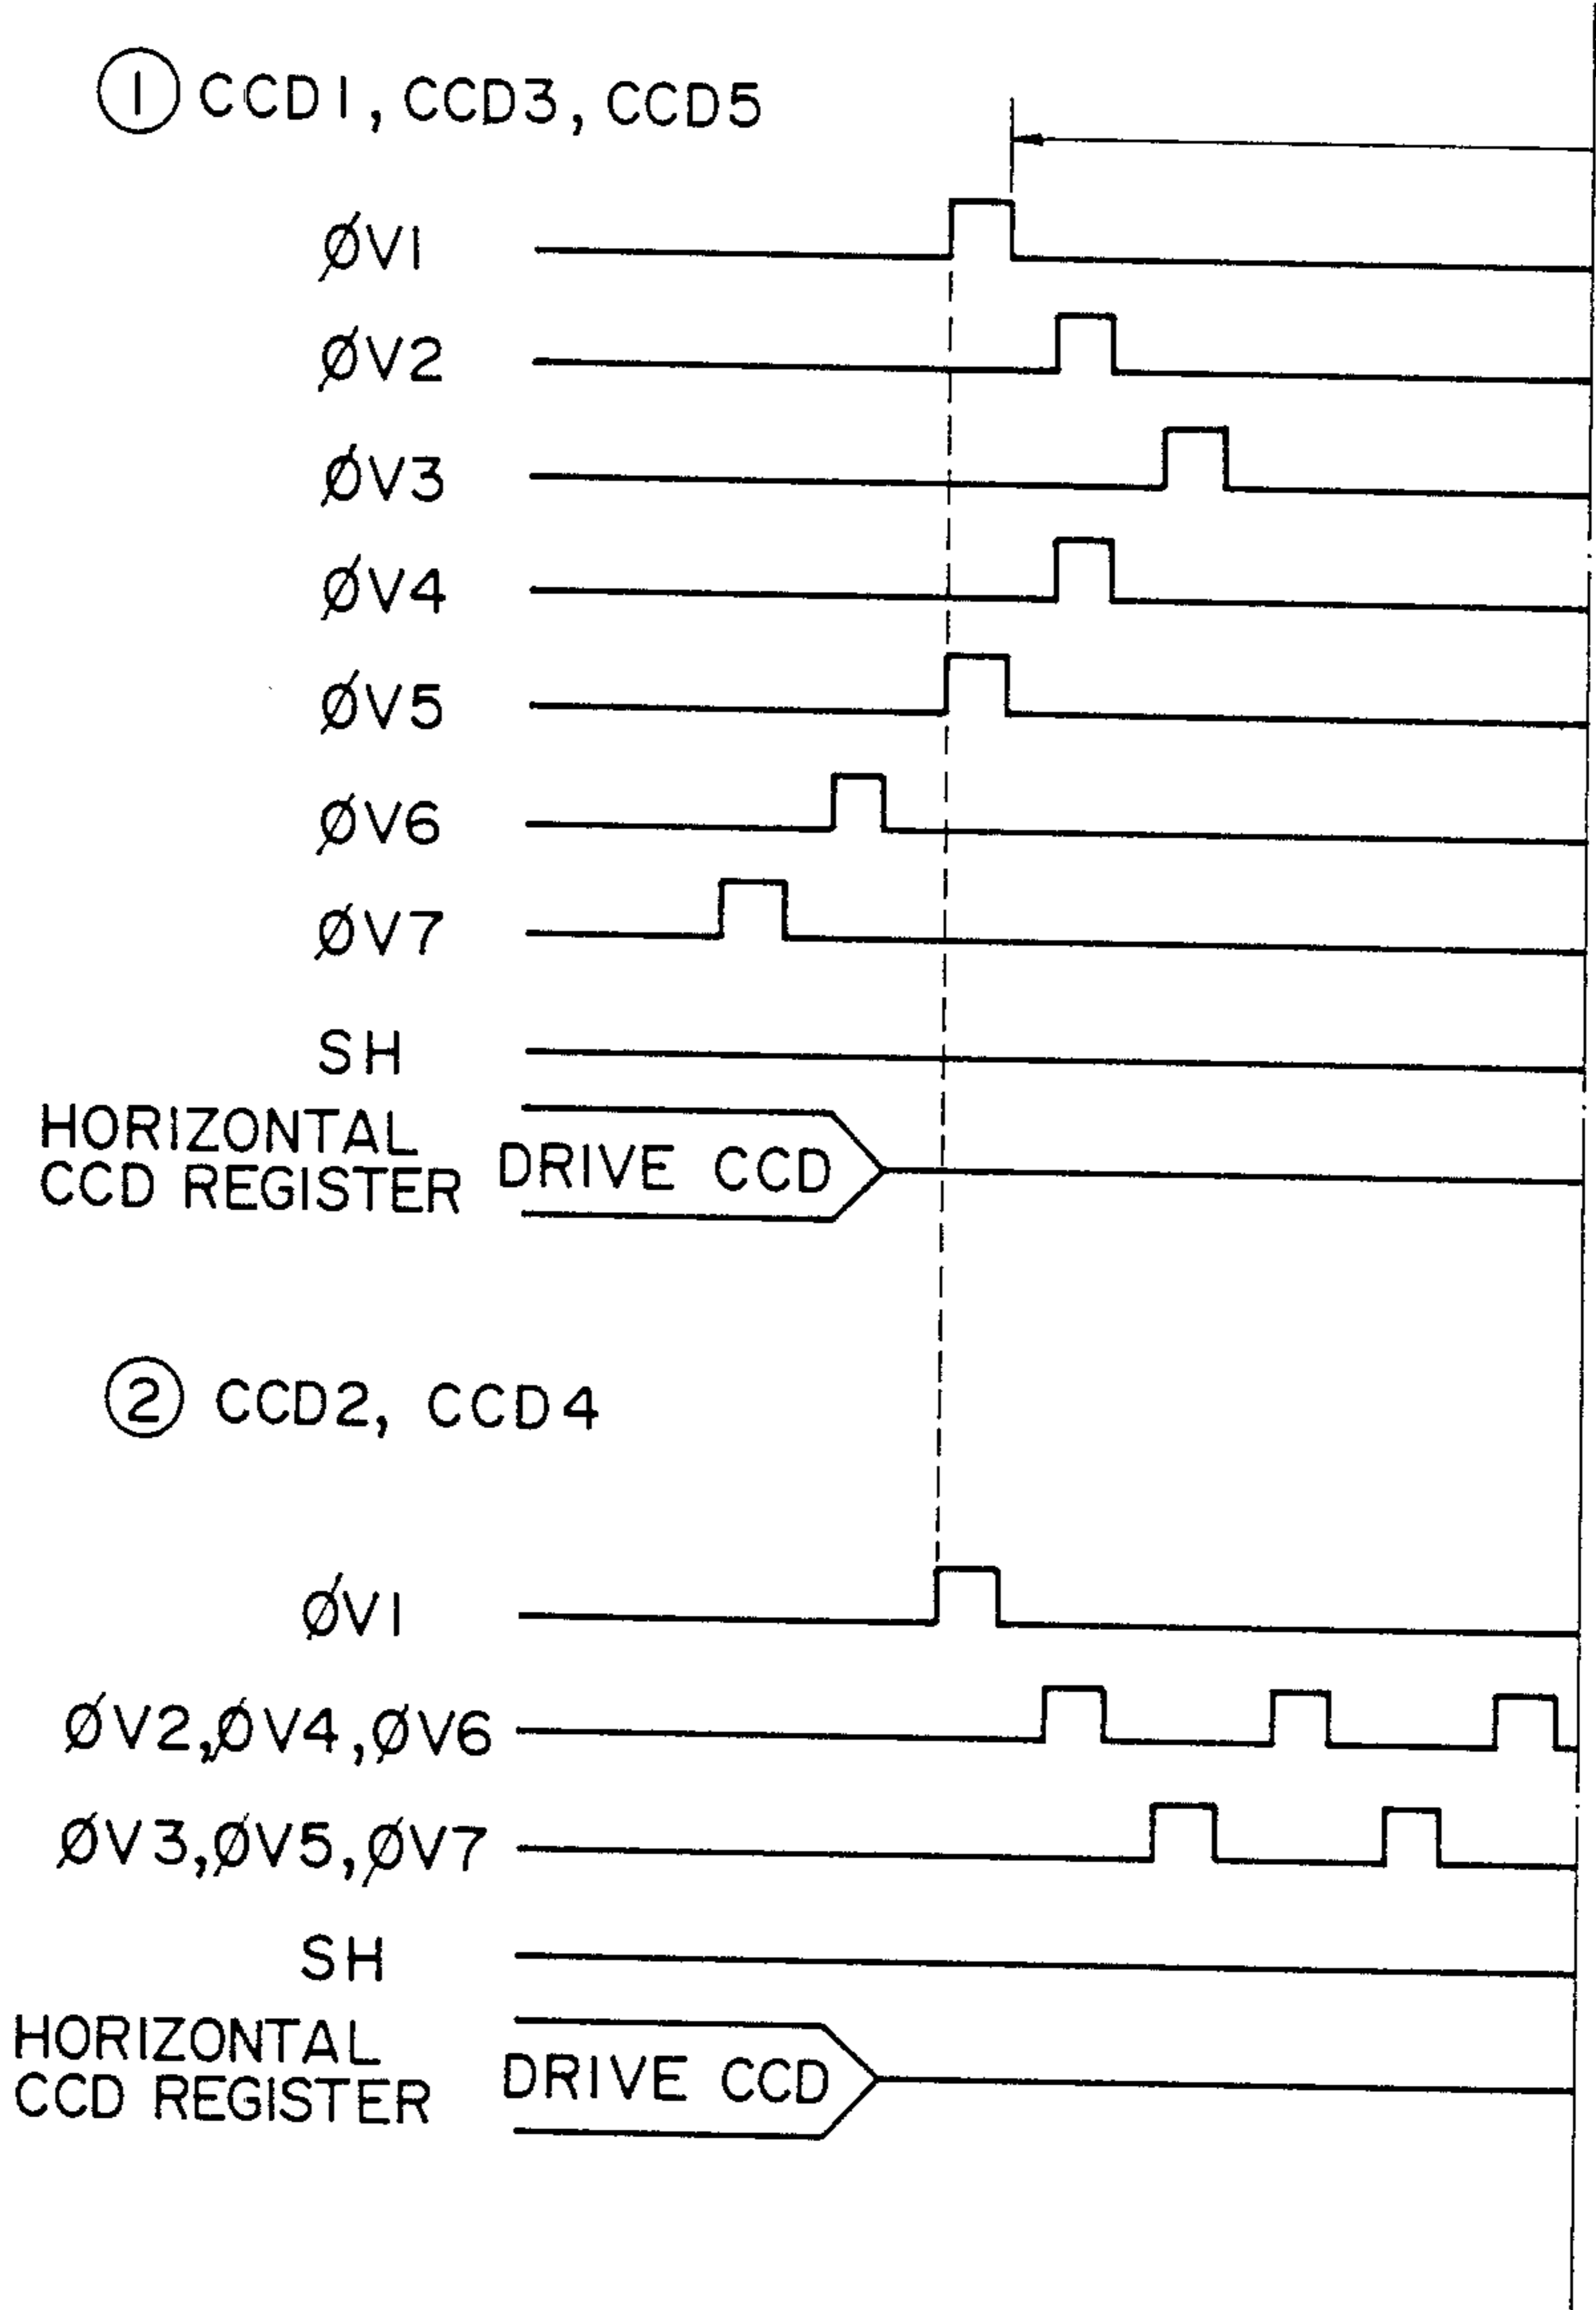 ① CCD1, CCD3, CCD5
ØV1
ØV2
ØV3
ØV4
ØV5
ØV6
ØV7
SH
HORIZONTAL
CCD REGISTER
DRIVE CCD
② CCD2, CCD4
ØV1
ØV2,ØV4,ØV6
ØV3,ØV5,ØV7
SH
HORIZONTAL
CCD REGISTER
DRIVE CCD